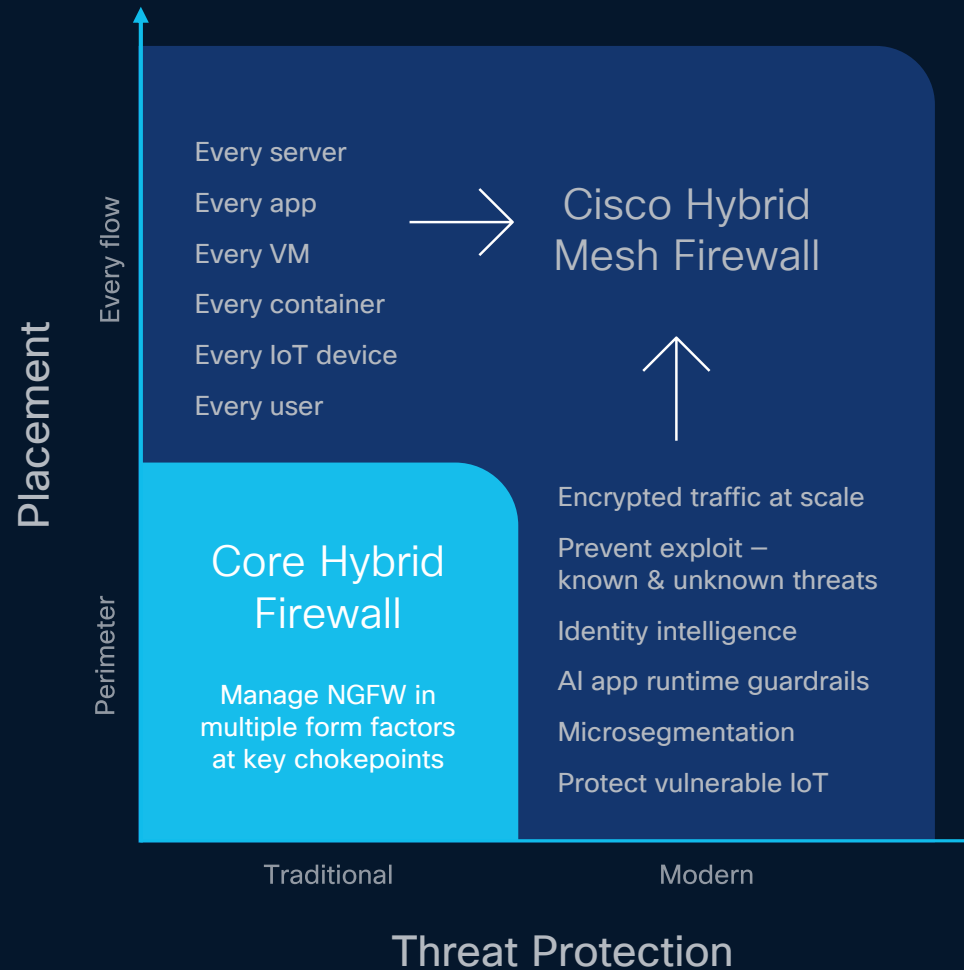 Every server
Every app
Every VM
Every container
Every IoT device
Every user
Cisco Hybrid
Mesh Firewall
Core Hybrid
Firewall
Manage NGFW in
multiple form factors
at key chokepoints
Encrypted traffic at scale
Prevent exploit –
known & unknown threats
Identity intelligence
AI app runtime guardrails
Microsegmentation
Protect vulnerable IoT
Placement
Every flow
Perimeter
Traditional
Modern
Threat Protection